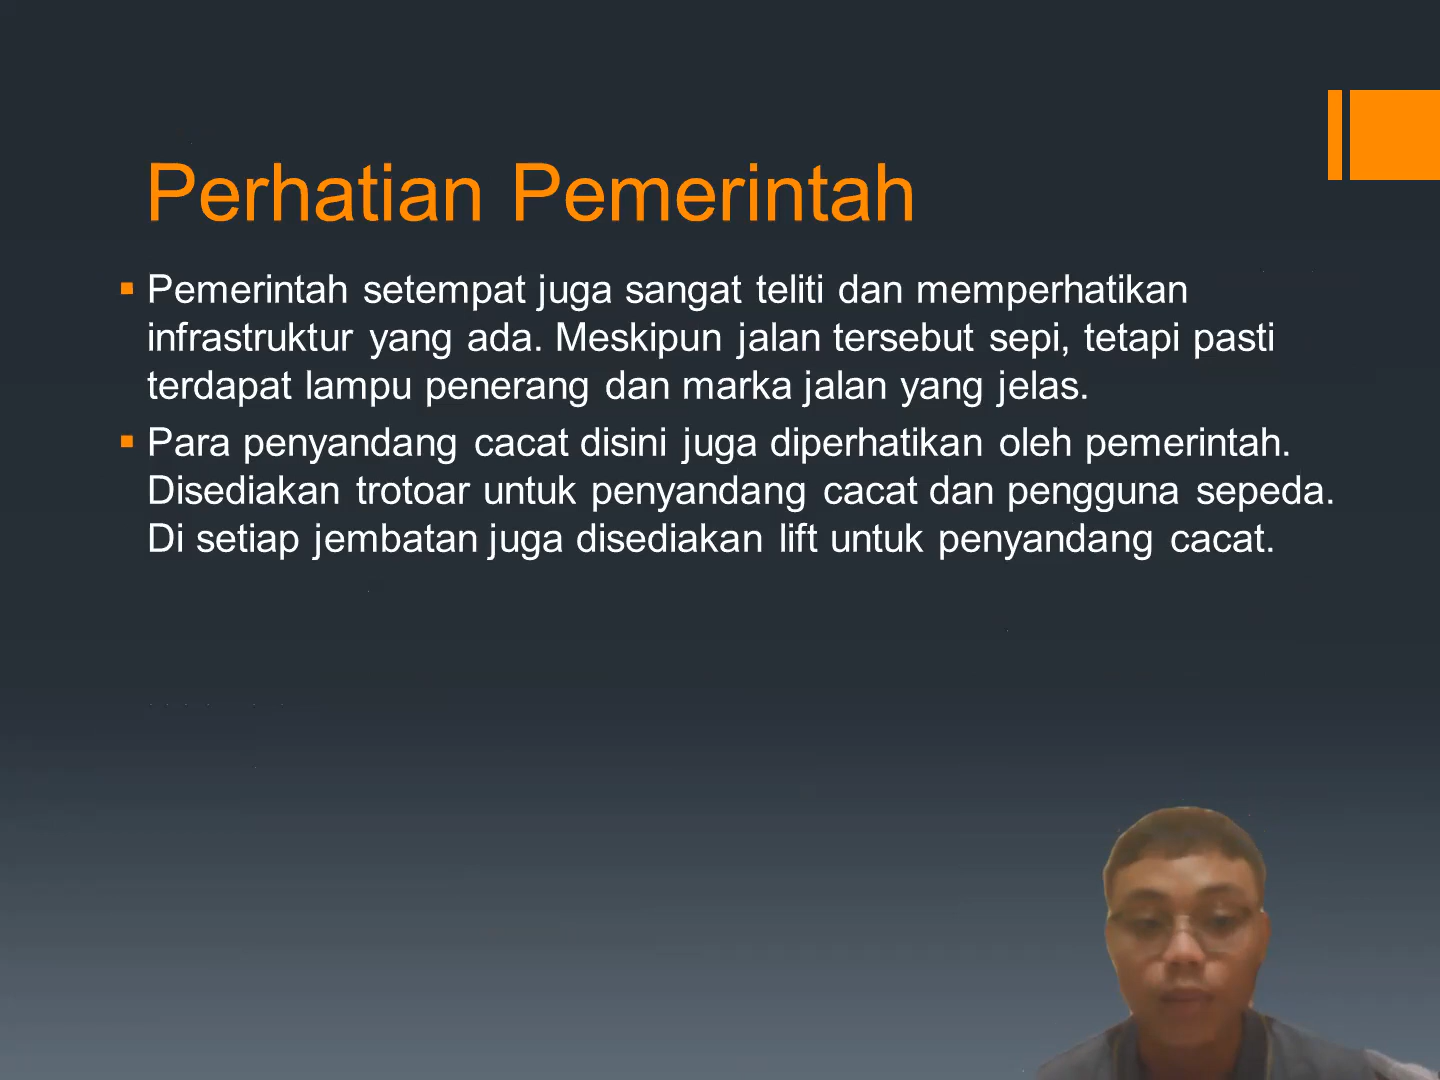 Perhatian Pemerintah
Pemerintah setempat juga sangat teliti dan memperhatikan
infrastruktur yang ada. Meskipun jalan tersebut sepi, tetapi pasti
terdapat lampu penerang dan marka jalan yang jelas.
Para penyandang cacat disini juga diperhatikan oleh pemerintah.
Disediakan trotoar untuk penyandang cacat dan pengguna sepeda.
Di setiap jembatan juga disediakan lift untuk penyandang cacat.